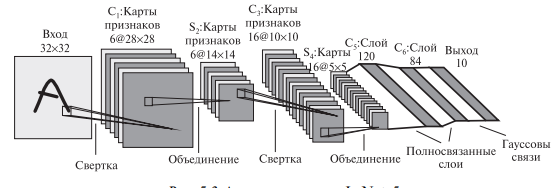 Вход
32×32
C₁:Карты
признаков
6@28×28
S₂:Карты
признаков
6@14×14
C₃:Карты
признаков
16@10×10
S₄:Карты
16@5×5
C₅:Слой
120
C₆:Слой
84
Выход
10
Свертка
Объединение
Свертка
Объединение
Полносвязанные
слои
Гауссовы
связи